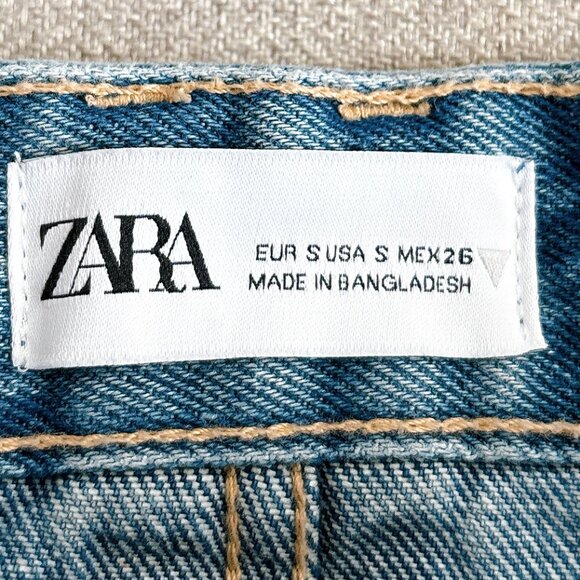 ZARA
EUR S USA S MEX 26
MADE IN BANGLADESH